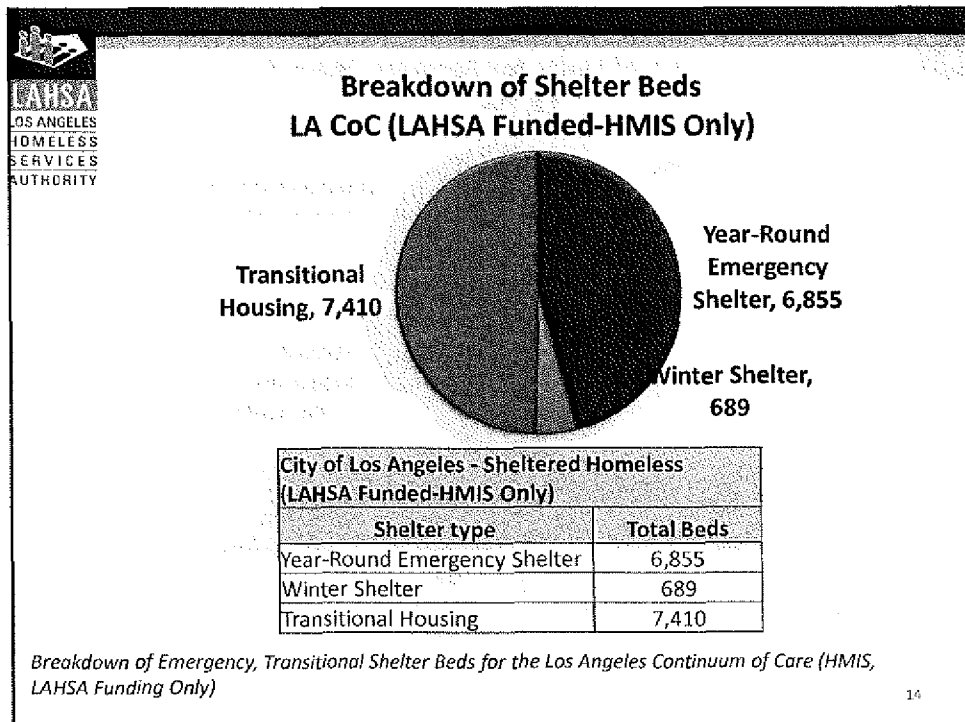 LAHSA
LOS ANGELES
HOMELESS
SERVICES
AUTHORITY
Breakdown of Shelter Beds
LA CoC (LAHSA Funded-HMIS Only)
Transitional
Housing, 7,410
Year-Round
Emergency
Shelter, 6,855
Winter Shelter,
689
City of Los Angeles - Sheltered Homeless
(LAHSA Funded-HMIS Only)
Shelter type Total Beds
Year-Round Emergency Shelter 6,855
Winter Shelter 689
Transitional Housing 7,410
Breakdown of Emergency, Transitional Shelter Beds for the Los Angeles Continuum of Care (HMIS,
LAHSA Funding Only)
14